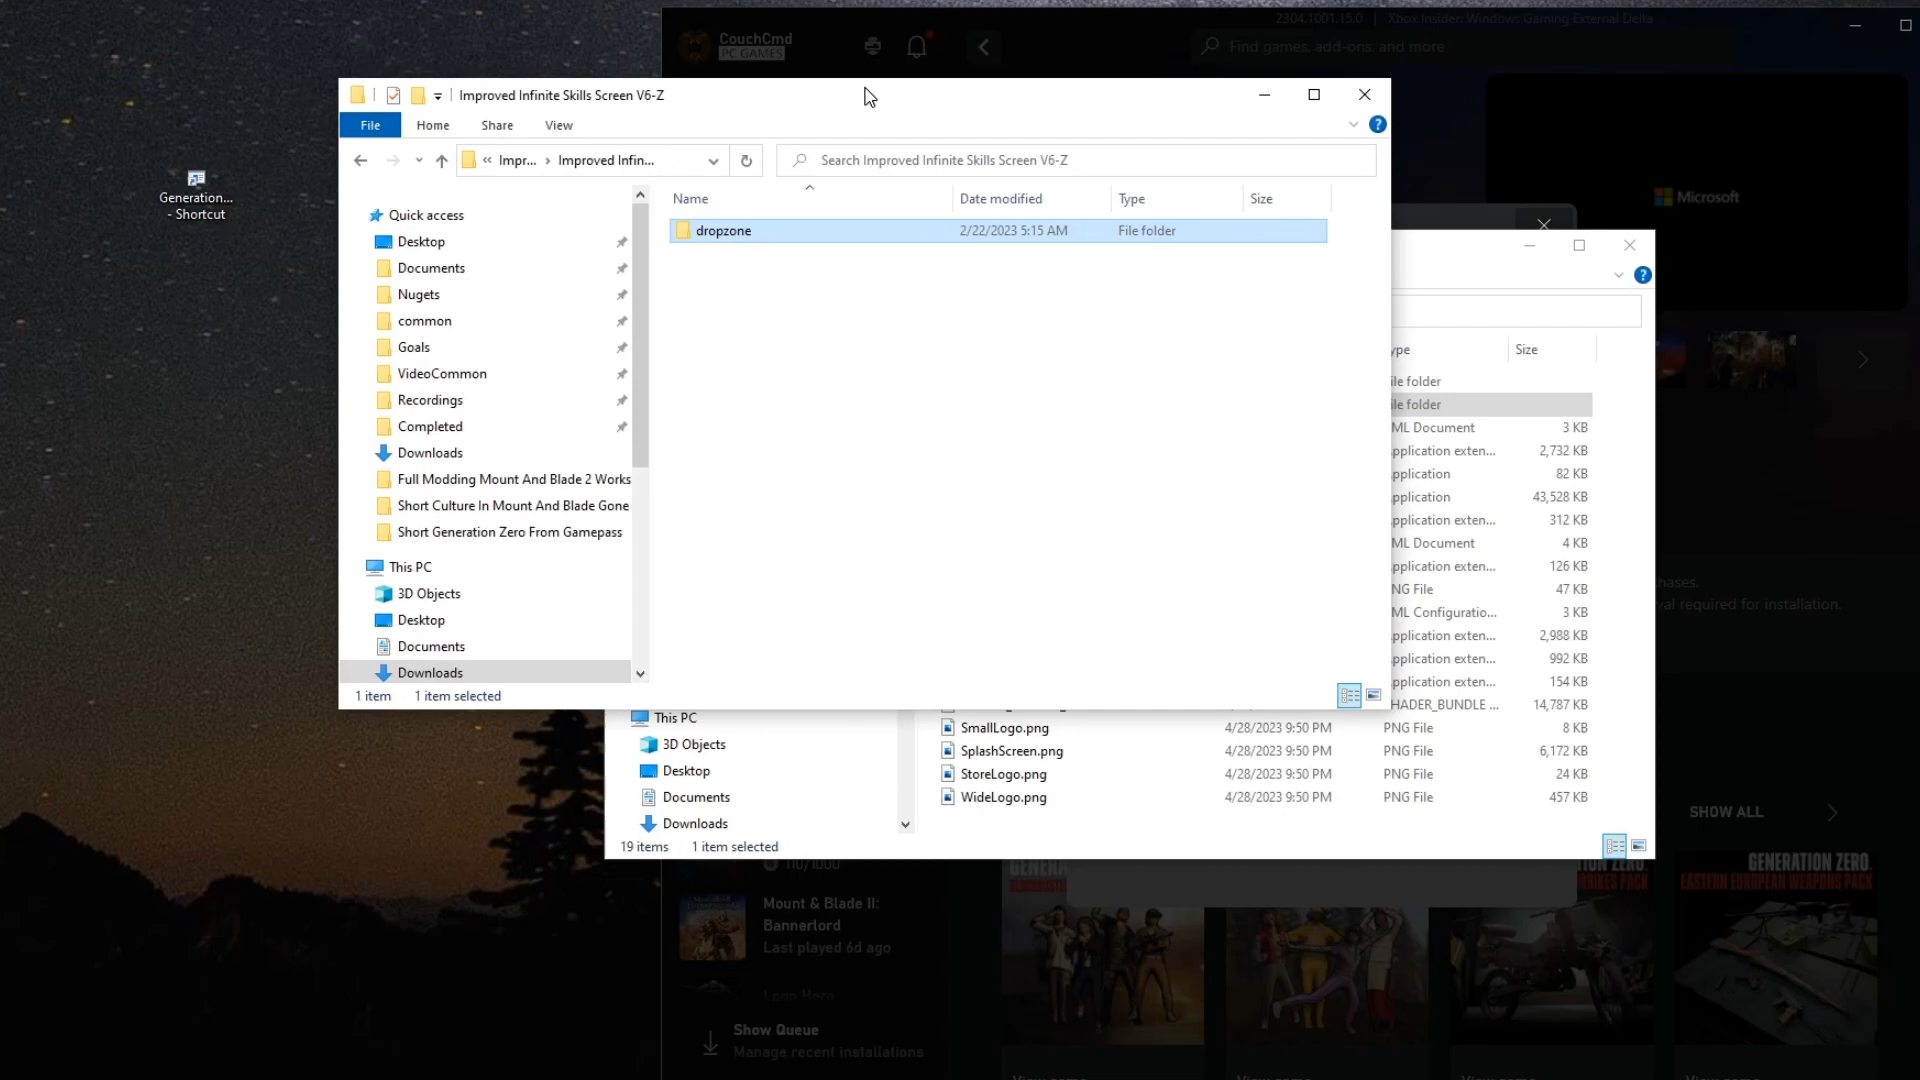 CouchCmd
PC GAMES
2304.1001.15.0 | Xbox Insider: Windows Gaming External Delta
Find games, add-ons, and more
Improved Infinite Skills Screen V6-Z
File Home Share View
« Impr... › Improved Infin...
Search Improved Infinite Skills Screen V6-Z
Name Date modified Type Size
dropzone 2/22/2023 5:15 AM File folder
Generation...
- Shortcut
Microsoft
Quick access
Desktop
Documents
Nugets
common
Goals
VideoCommon
Recordings
Completed
Downloads
Full Modding Mount And Blade 2 Works
Short Culture In Mount And Blade Gone
Short Generation Zero From Gamepass
This PC
3D Objects
Desktop
Documents
Downloads
1 item 1 item selected
ype Size
ile folder
ile folder
ML Document 3 KB
pplication exten... 2,732 KB
pplication 82 KB
pplication 43,528 KB
pplication exten... 312 KB
ML Document 4 KB
pplication exten... 126 KB
NG File 47 KB
ML Configuratio... 3 KB
pplication exten... 2,988 KB
pplication exten... 992 KB
pplication exten... 154 KB
HADER_BUNDLE ... 14,787 KB
SmallLogo.png 4/28/2023 9:50 PM PNG File 8 KB
SplashScreen.png 4/28/2023 9:50 PM PNG File 6,172 KB
StoreLogo.png 4/28/2023 9:50 PM PNG File 24 KB
WideLogo.png 4/28/2023 9:50 PM PNG File 457 KB
This PC
3D Objects
Desktop
Documents
Downloads
19 items 1 item selected
hases.
val required for installation.
SHOW ALL
110/1000
Mount & Blade II:
Bannerlord
Last played 6d ago
Show Queue
Manage recent installations
GENERATION ZERO
EASTERN EUROPEAN WEAPONS PACK